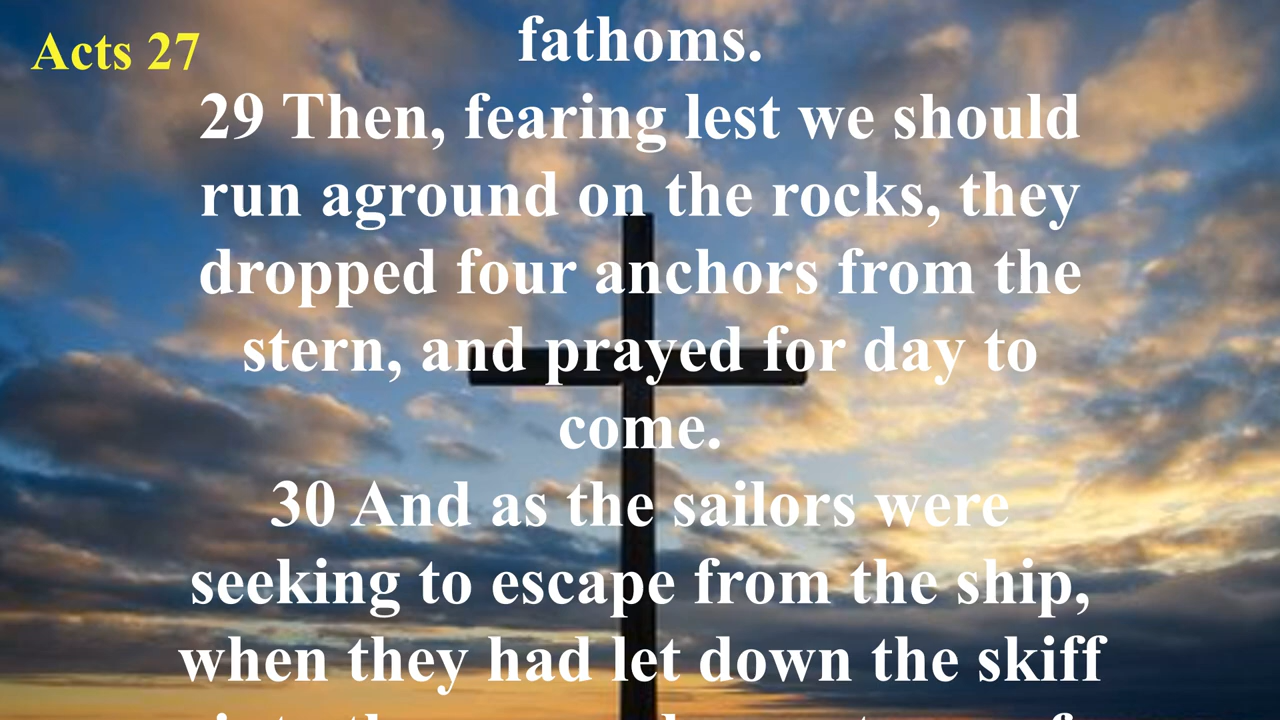 Acts 27
fathoms.
29 Then, fearing lest we should
run aground on the rocks, they
dropped four anchors from the
stern, and prayed for day to
come.
30 And as the sailors were
seeking to escape from the ship,
when they had let down the skiff